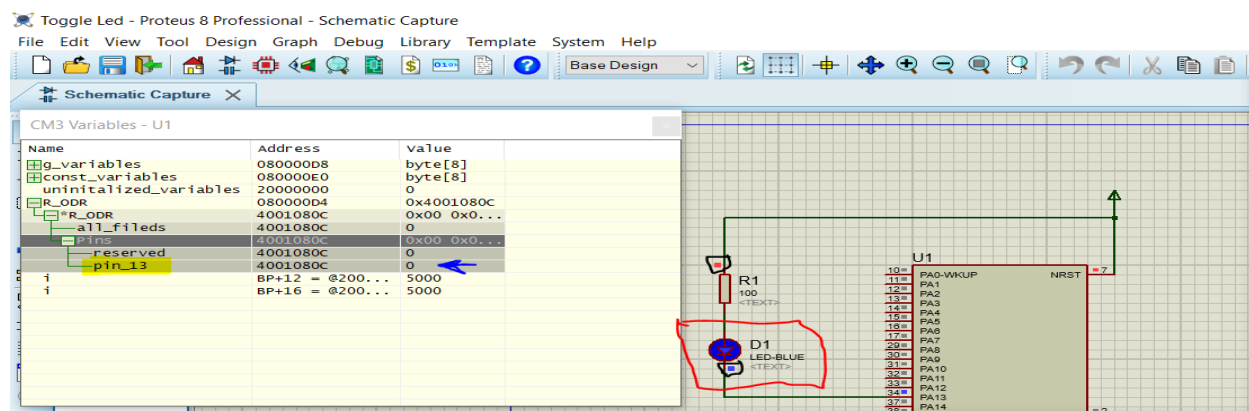 Toggle Led - Proteus 8 Professional - Schematic Capture
File Edit View Tool Design Graph Debug Library Template System Help
Base Design
Schematic Capture
CM3 Variables - U1
Name Address Value
g_variables 080000D8 byte[8]
const_variables 080000E0 byte[8]
uninitalized_variables 20000000 0
R_ODR 080000D4 0x4001080C
*R_ODR 4001080C 0x00 0x0...
all_fileds 4001080C 0
Pins 4001080C 0x00 0x0...
reserved 4001080C 0
pin_13 4001080C 0
i BP+12 = @200... 5000
i BP+16 = @200... 5000
R1
100
<TEXT>
D1
LED-BLUE
<TEXT>
U1
10 PA0-WKUP NRST 7
11 PA1
12 PA2
13 PA3
14 PA4
15 PA5
16 PA6
17 PA7
29 PA8
30 PA9
31 PA10
32 PA11
33 PA12
34 PA13
37 PA14